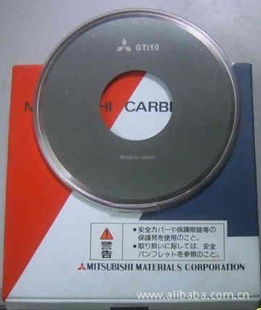 GTi10
M HI CARBI
Made in Japan
警告
●安全カバーや保護眼鏡等の
保護具を使用のこと。
●取り扱いに際しては、安全
パンフレットを参照のこと。
MITSUBISHI MATERIALS CORPORATION
alibaba.com.cn